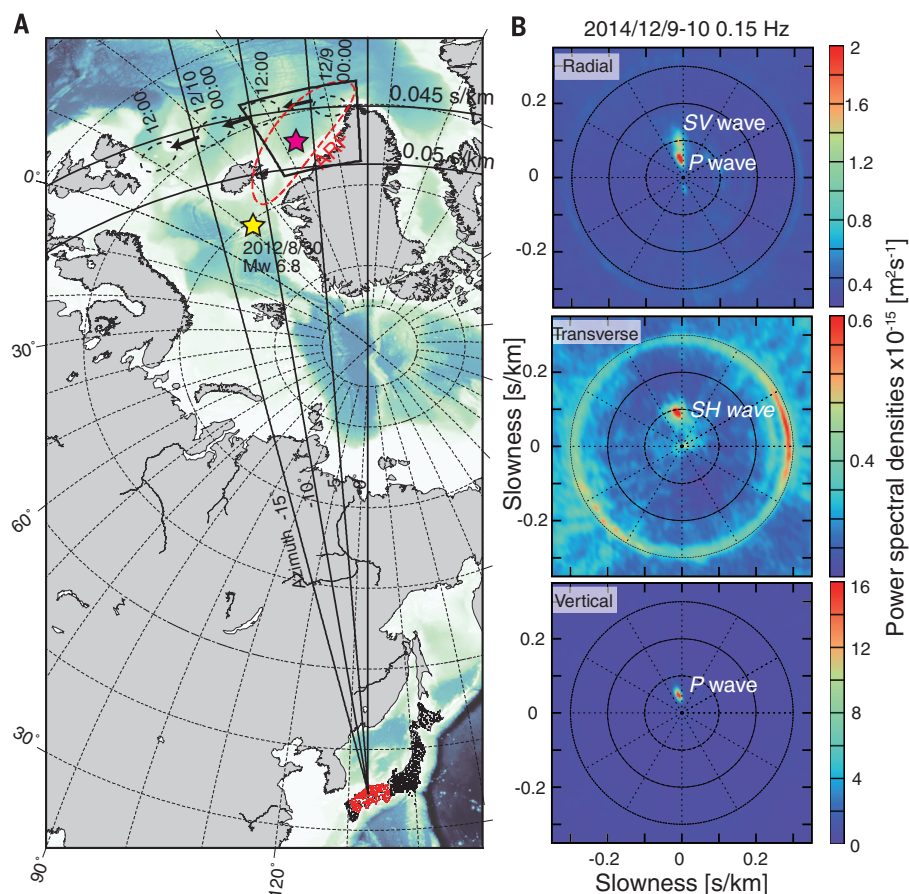 A
12:00
12/10
00:00
12:00
12/9
00:00
0.045 s/km
0.05 s/km
ARF
0°
2012/8/30
Mw 6.8
30°
60°
Azimuth - 15
- 10
- 5
0
30°
90°
120°
B
2014/12/9-10 0.15 Hz
Radial
SV wave
P wave
0.2
0
-0.2
2
1.6
1.2
0.8
0.4
Transverse
SH wave
0.2
0
-0.2
0.6
0.4
0.2
Vertical
P wave
0.2
0
-0.2
16
12
8
4
0
-0.2
0
0.2
Slowness [s/km]
Slowness [s/km]
Power spectral densities x10⁻¹⁵ [m²s⁻¹]